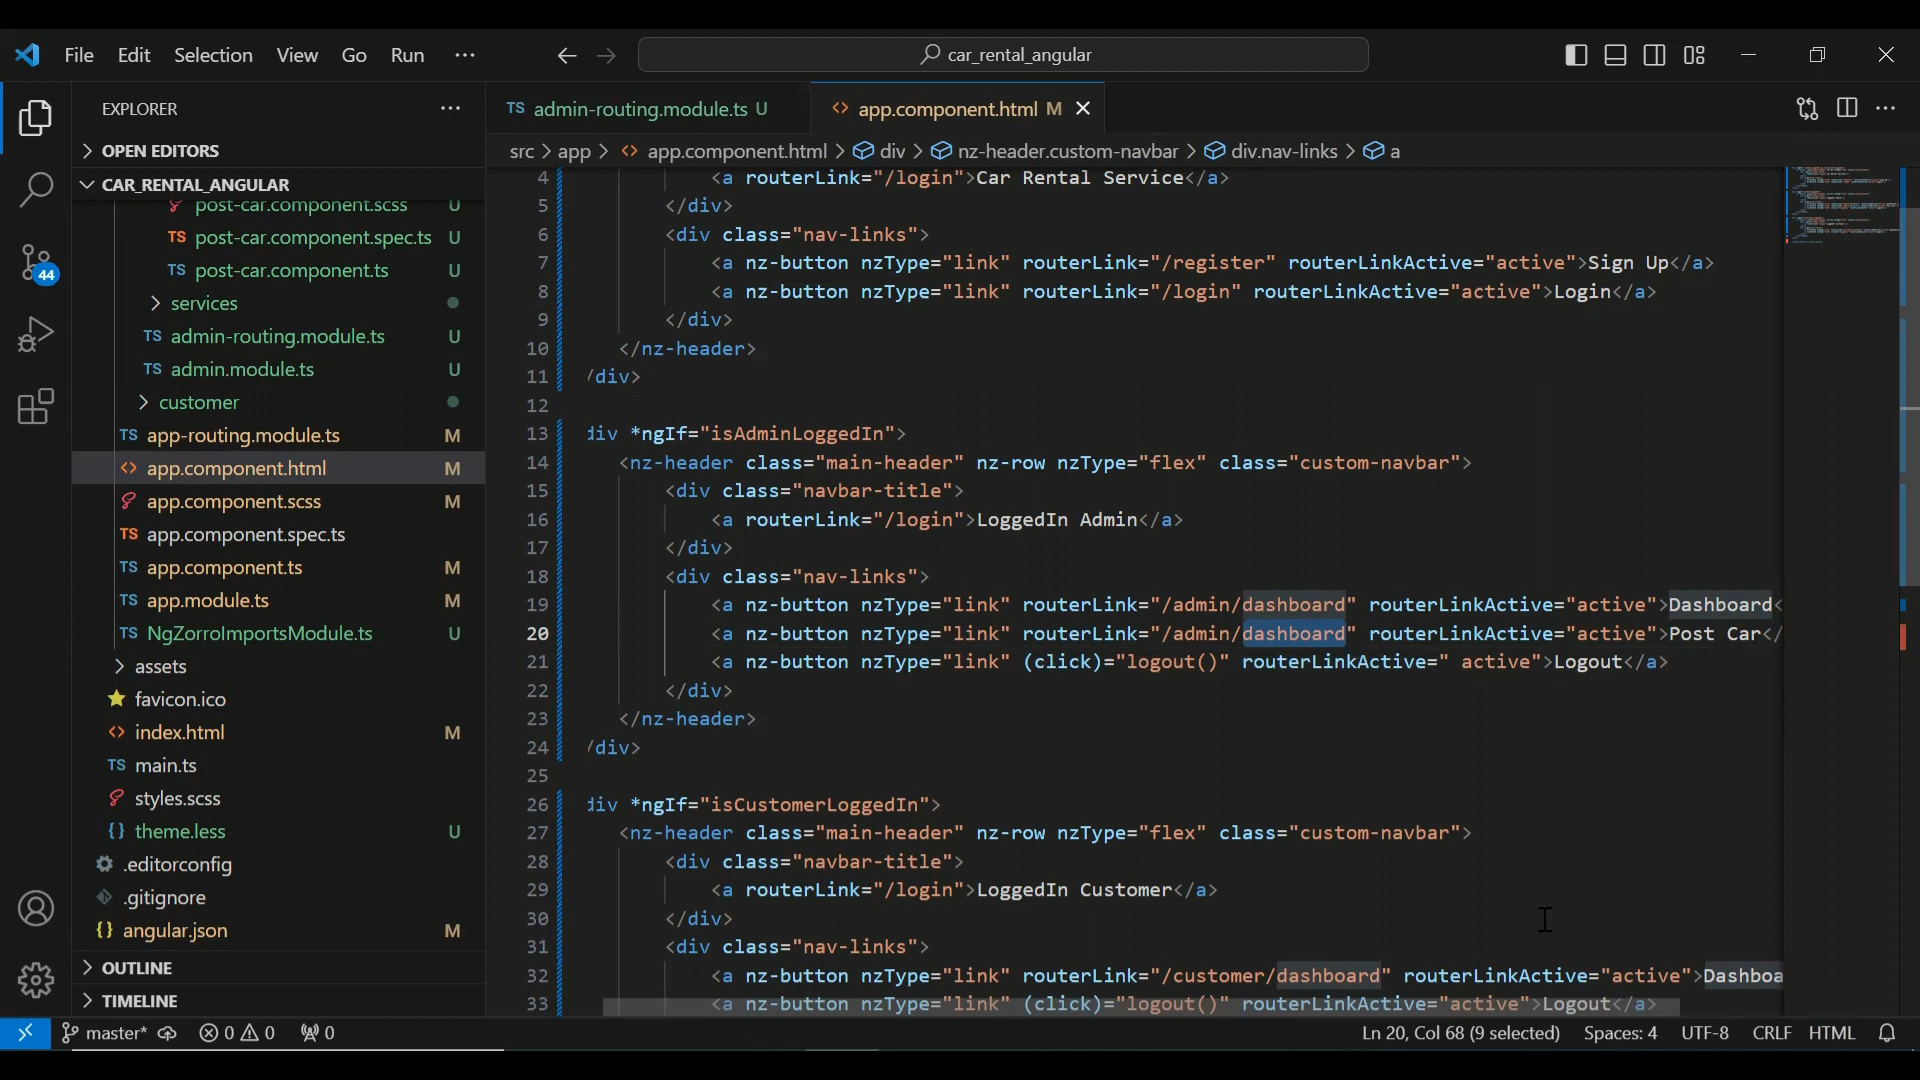 File Edit Selection View Go Run ···
car_rental_angular
EXPLORER
OPEN EDITORS
CAR_RENTAL_ANGULAR
post-car.component.scss U
post-car.component.spec.ts U
post-car.component.ts U
services
admin-routing.module.ts U
admin.module.ts U
customer
app-routing.module.ts M
app.component.html M
app.component.scss M
app.component.spec.ts
app.component.ts M
app.module.ts M
NgZorroImportsModule.ts U
assets
favicon.ico
index.html M
main.ts
styles.scss
theme.less U
.editorconfig
.gitignore
angular.json M
OUTLINE
TIMELINE
44
admin-routing.module.ts U
app.component.html M
src > app > app.component.html > div > nz-header.custom-navbar > div.nav-links > a
4 <a routerLink="/login">Car Rental Service</a>
5 </div>
6 <div class="nav-links">
7 <a nz-button nzType="link" routerLink="/register" routerLinkActive="active">Sign Up</a>
8 <a nz-button nzType="link" routerLink="/login" routerLinkActive="active">Login</a>
9 </div>
10 </nz-header>
11 /div>
12
13 div *ngIf="isAdminLoggedIn">
14 <nz-header class="main-header" nz-row nzType="flex" class="custom-navbar">
15 <div class="navbar-title">
16 <a routerLink="/login">LoggedIn Admin</a>
17 </div>
18 <div class="nav-links">
19 <a nz-button nzType="link" routerLink="/admin/dashboard" routerLinkActive="active">Dashboard<
20 <a nz-button nzType="link" routerLink="/admin/dashboard" routerLinkActive="active">Post Car</
21 <a nz-button nzType="link" (click)="logout()" routerLinkActive=" active">Logout</a>
22 </div>
23 </nz-header>
24 /div>
25
26 div *ngIf="isCustomerLoggedIn">
27 <nz-header class="main-header" nz-row nzType="flex" class="custom-navbar">
28 <div class="navbar-title">
29 <a routerLink="/login">LoggedIn Customer</a>
30 </div>
31 <div class="nav-links">
32 <a nz-button nzType="link" routerLink="/customer/dashboard" routerLinkActive="active">Dashboa
33 <a nz-button nzType="link" (click)="logout()" routerLinkActive="active">Logout</a>
master* 0 0 0
Ln 20, Col 68 (9 selected) Spaces: 4 UTF-8 CRLF HTML